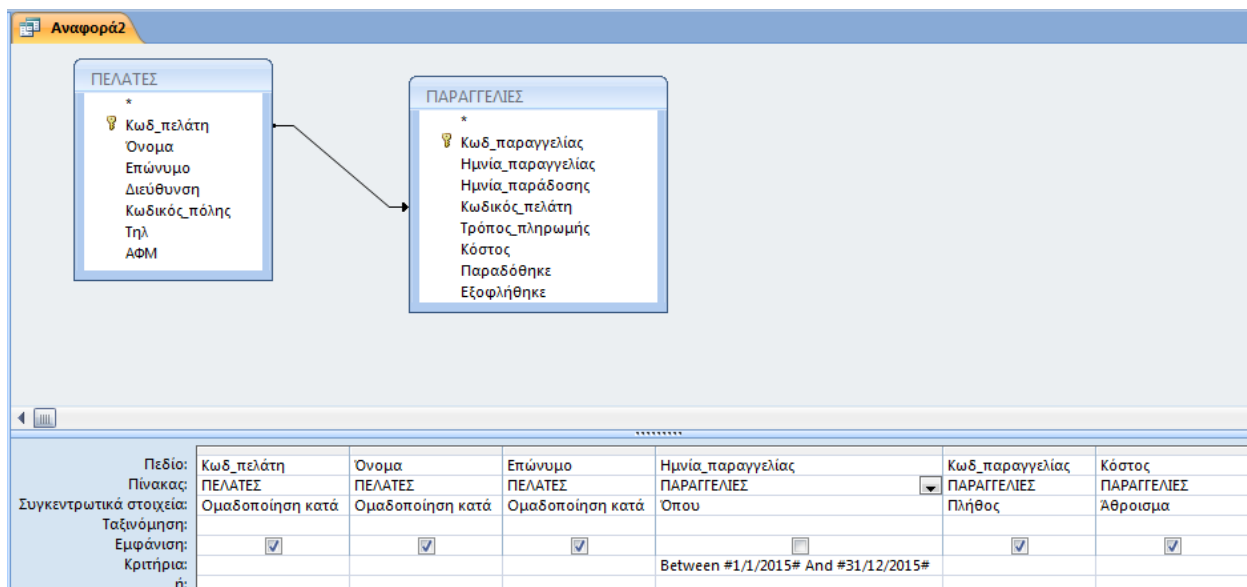 Αναφορά2
ΠΕΛΑΤΕΣ
*
Κωδ_πελάτη
Όνομα
Επώνυμο
Διεύθυνση
Κωδικός_πόλης
Τηλ
ΑΦΜ
ΠΑΡΑΓΓΕΛΙΕΣ
*
Κωδ_παραγγελίας
Ημνία_παραγγελίας
Ημνία_παράδοσης
Κωδικός_πελάτη
Τρόπος_πληρωμής
Κόστος
Παραδόθηκε
Εξοφλήθηκε
Πεδίο: Κωδ_πελάτη Όνομα Επώνυμο Ημνία_παραγγελίας Κωδ_παραγγελίας Κόστος
Πίνακας: ΠΕΛΑΤΕΣ ΠΕΛΑΤΕΣ ΠΕΛΑΤΕΣ ΠΑΡΑΓΓΕΛΙΕΣ ΠΑΡΑΓΓΕΛΙΕΣ ΠΑΡΑΓΓΕΛΙΕΣ
Συγκεντρωτικά στοιχεία: Ομαδοποίηση κατά Ομαδοποίηση κατά Ομαδοποίηση κατά Όπου Πλήθος Άθροισμα
Ταξινόμηση:
Εμφάνιση:
Κριτήρια: Between #1/1/2015# And #31/12/2015#
ή: